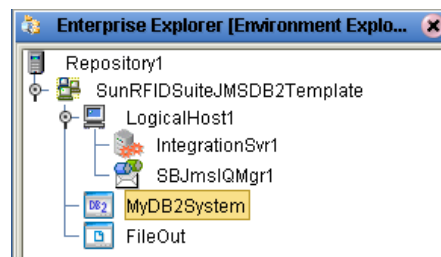 Enterprise Explorer [Environment Explo...
Repository1
SunRFIDSuiteJMSDB2Template
LogicalHost1
IntegrationSvr1
SBJmsIQMgr1
DB2 MyDB2System
FileOut